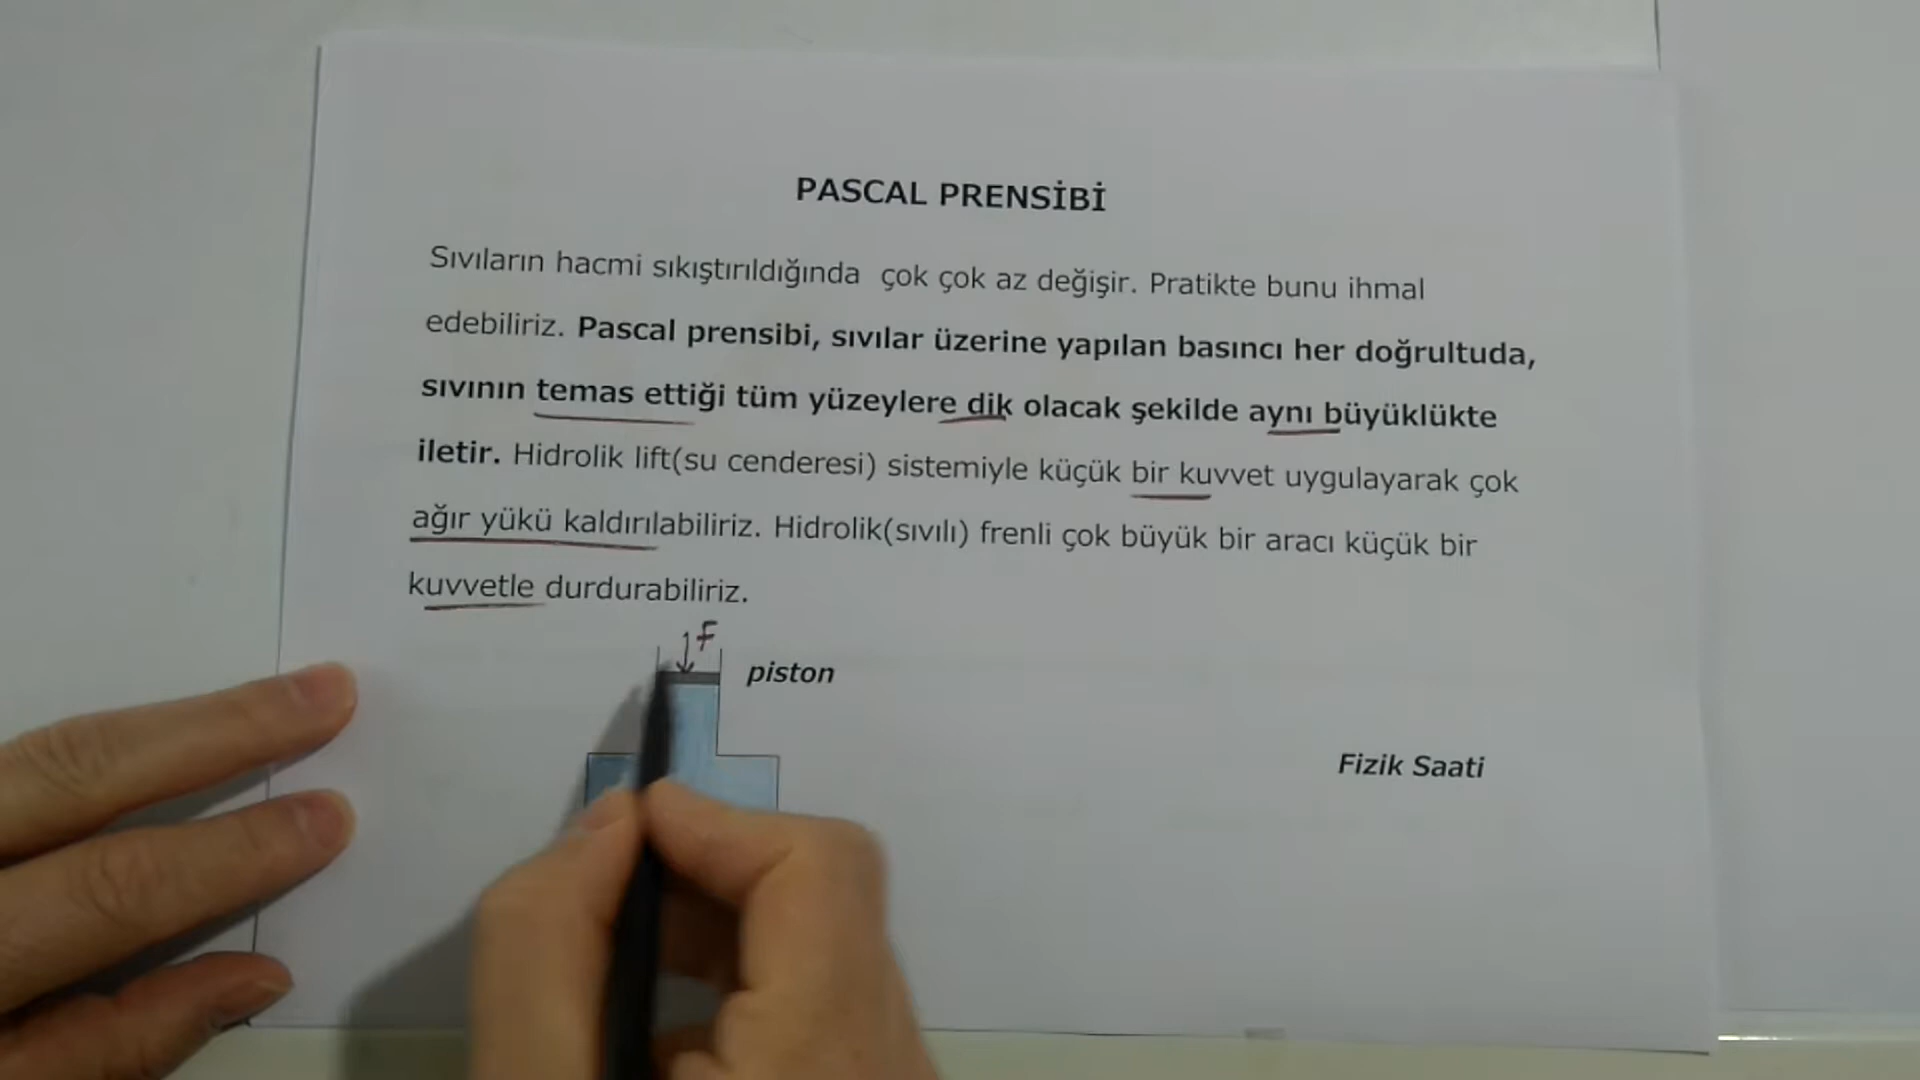 PASCAL PRENSİBİ
Sıvıların hacmi sıkıştırıldığında çok çok az değişir. Pratikte bunu ihmal
edebiliriz. Pascal prensibi, sıvılar üzerine yapılan basıncı her doğrultuda,
sıvının temas ettiği tüm yüzeylere dik olacak şekilde aynı büyüklükte
iletir. Hidrolik lift(su cenderesi) sistemiyle küçük bir kuvvet uygulayarak çok
ağır yükü kaldırılabiliriz. Hidrolik(sıvılı) frenli çok büyük bir aracı küçük bir
kuvvetle durdurabiliriz.
F
piston
Fizik Saati